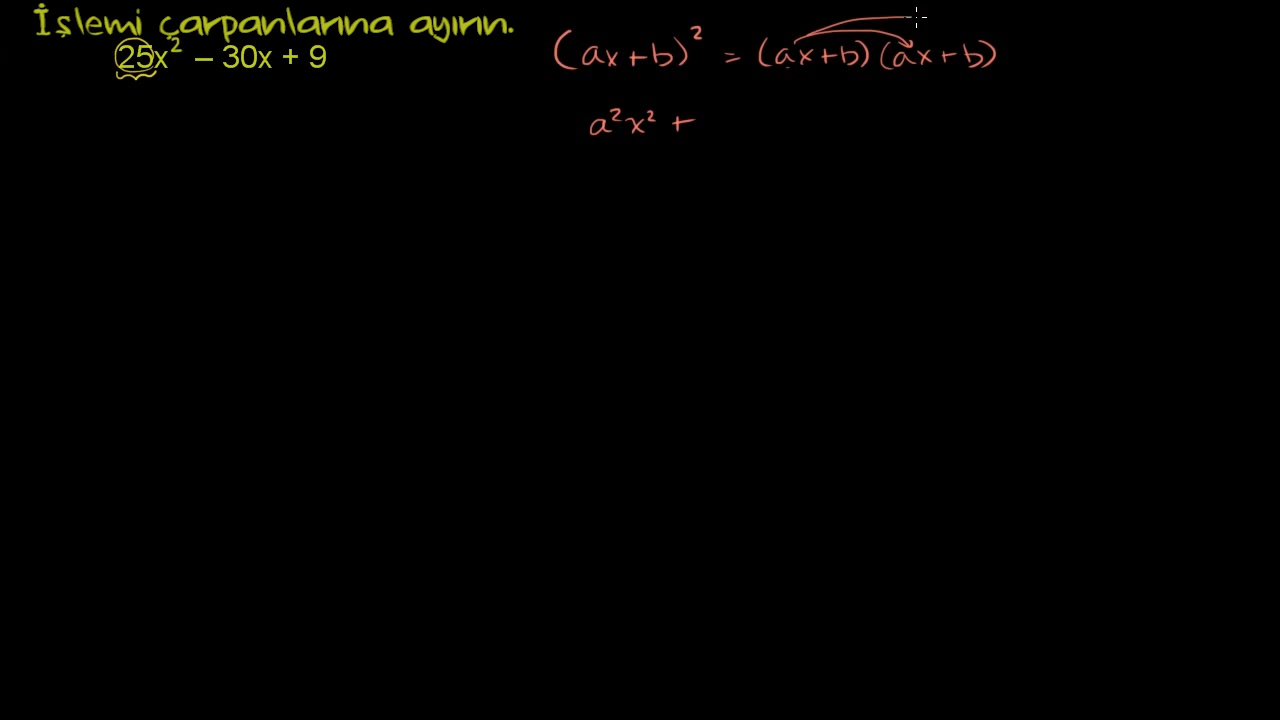 İşlemi çarpanlarına ayırın.
25x² – 30x + 9
(ax+b)² = (ax+b)(ax+b)
a²x² +